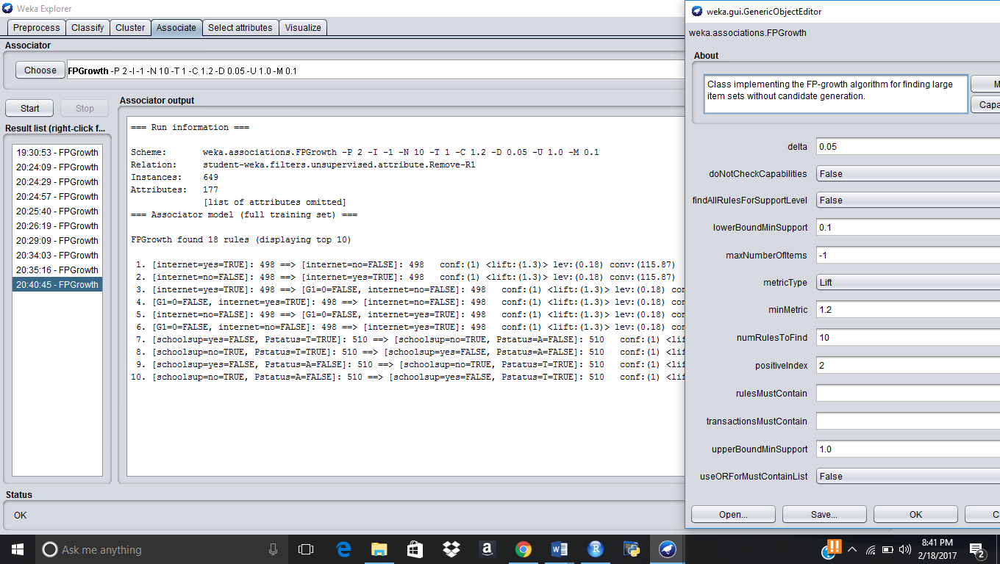 Weka Explorer
Preprocess Classify Cluster Associate Select attributes Visualize
Associator
Choose FPGrowth -P 2 -I -1 -N 10 -T 1 -C 1.2 -D 0.05 -U 1.0 -M 0.1
Start Stop
Result list (right-click f...
19:30:53 - FPGrowth
20:24:09 - FPGrowth
20:24:29 - FPGrowth
20:24:57 - FPGrowth
20:25:40 - FPGrowth
20:26:19 - FPGrowth
20:29:09 - FPGrowth
20:34:03 - FPGrowth
20:35:16 - FPGrowth
20:40:45 - FPGrowth
Associator output
=== Run information ===
Scheme: weka.associations.FPGrowth -P 2 -I -1 -N 10 -T 1 -C 1.2 -D 0.05 -U 1.0 -M 0.1
Relation: student-weka.filters.unsupervised.attribute.Remove-R1
Instances: 649
Attributes: 177
[list of attributes omitted]
=== Associator model (full training set) ===
FPGrowth found 18 rules (displaying top 10)
1. [internet=yes=TRUE]: 498 ==> [internet=no=FALSE]: 498 conf:(1) <lift:(1.3)> lev:(0.18) conv:(115.87)
2. [internet=no=FALSE]: 498 ==> [internet=yes=TRUE]: 498 conf:(1) <lift:(1.3)> lev:(0.18) conv:(115.87)
3. [internet=yes=TRUE]: 498 ==> [G1=0=FALSE, internet=no=FALSE]: 498 conf:(1) <lift:(1.3)> lev:(0.18) con
4. [G1=0=FALSE, internet=yes=TRUE]: 498 ==> [internet=no=FALSE]: 498 conf:(1) <lift:(1.3)> lev:(0.18) con
5. [internet=no=FALSE]: 498 ==> [G1=0=FALSE, internet=yes=TRUE]: 498 conf:(1) <lift:(1.3)> lev:(0.18) con
6. [G1=0=FALSE, internet=no=FALSE]: 498 ==> [internet=yes=TRUE]: 498 conf:(1) <lift:(1.3)> lev:(0.18) con
7. [schoolsup=yes=FALSE, Pstatus=T=TRUE]: 510 ==> [schoolsup=no=TRUE, Pstatus=A=FALSE]: 510 conf:(1) <lif
8. [schoolsup=no=TRUE, Pstatus=T=TRUE]: 510 ==> [schoolsup=yes=FALSE, Pstatus=A=FALSE]: 510 conf:(1) <lif
9. [schoolsup=yes=FALSE, Pstatus=A=FALSE]: 510 ==> [schoolsup=no=TRUE, Pstatus=T=TRUE]: 510 conf:(1) <lif
10. [schoolsup=no=TRUE, Pstatus=A=FALSE]: 510 ==> [schoolsup=yes=FALSE, Pstatus=T=TRUE]: 510 conf:(1) <lif
Status
OK
weka.gui.GenericObjectEditor
weka.associations.FPGrowth
About
Class implementing the FP-growth algorithm for finding large
item sets without candidate generation.
M
Capa
delta 0.05
doNotCheckCapabilities False
findAllRulesForSupportLevel False
lowerBoundMinSupport 0.1
maxNumberOfItems -1
metricType Lift
minMetric 1.2
numRulesToFind 10
positiveIndex 2
rulesMustContain
transactionsMustContain
upperBoundMinSupport 1.0
useORForMustContainList False
Open... Save... OK C
Ask me anything
8:41 PM
2/18/2017
2